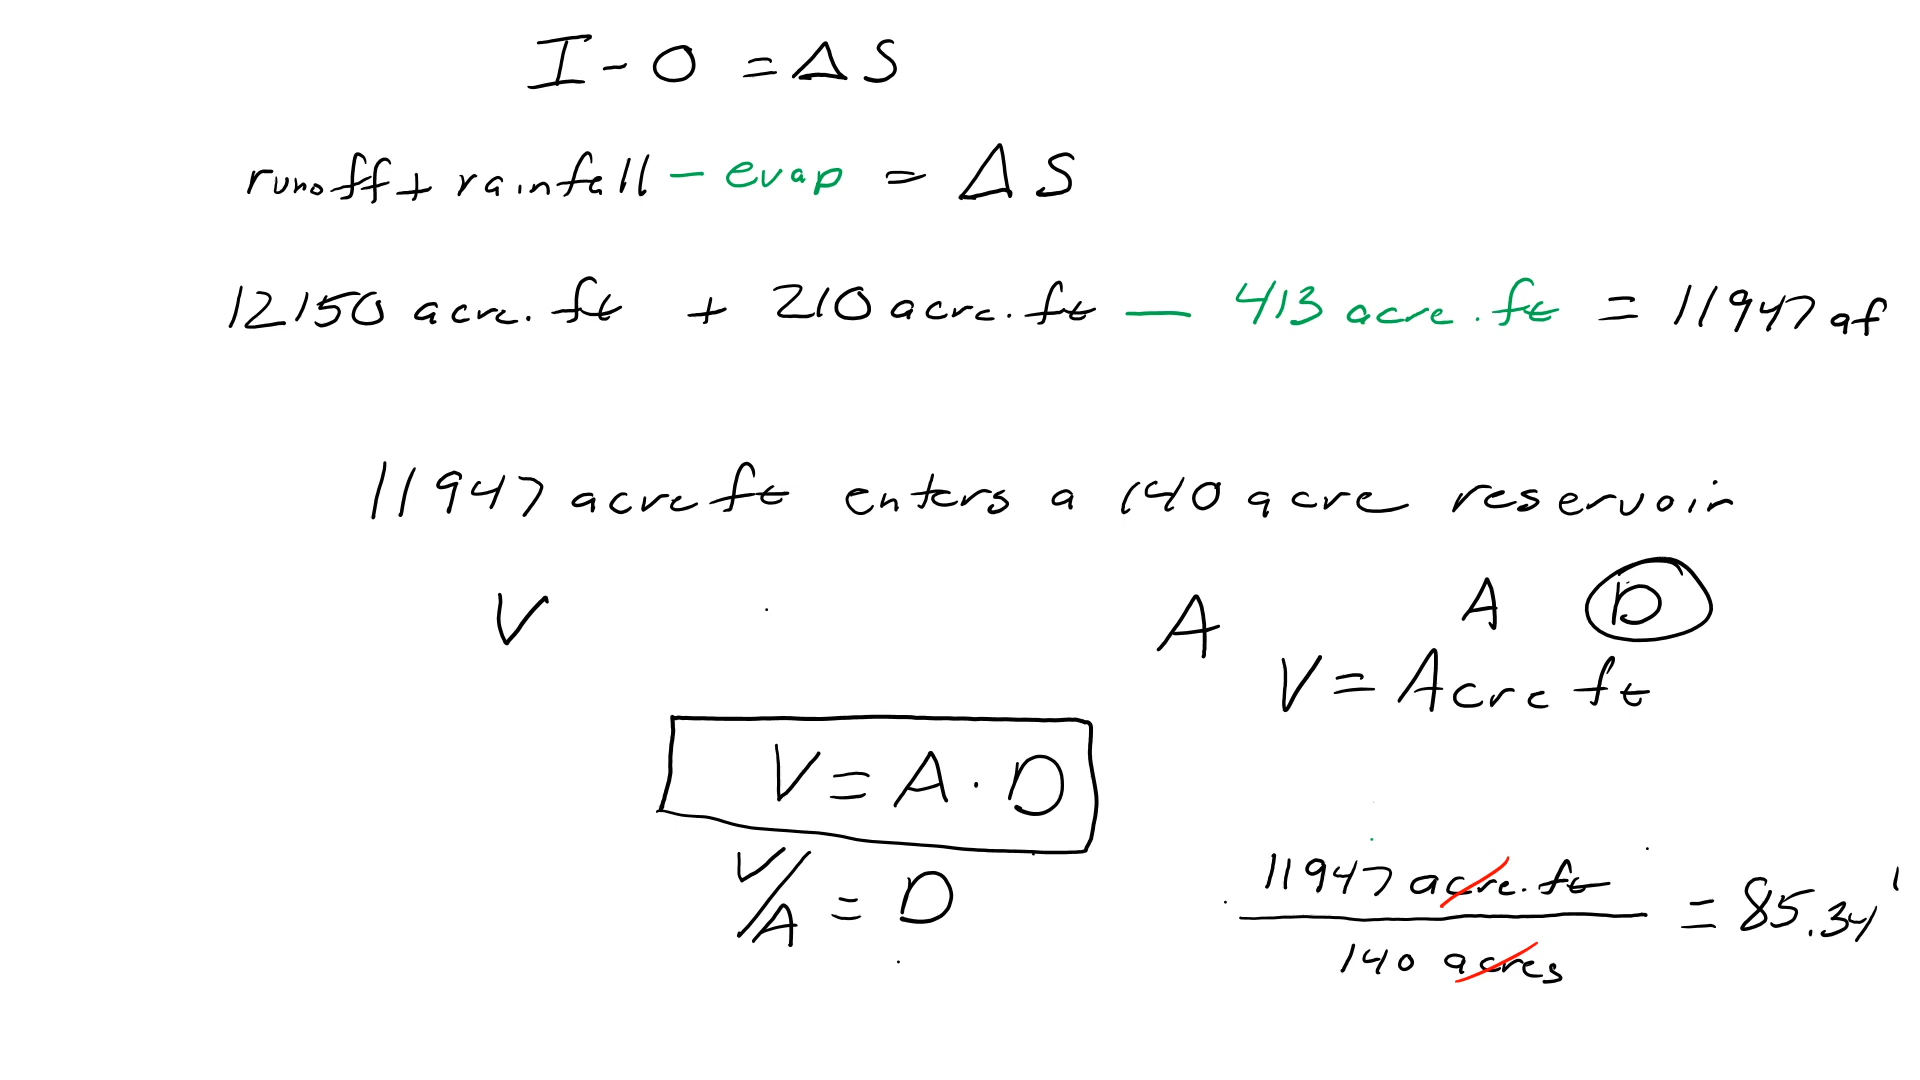 I - O = ΔS
runoff + rainfall - evap = ΔS
12150 acre.ft + 210 acre.ft — 413 acre.ft = 11947 af
11947 acre ft enters a 140 acre reservoir
V A A D
V = Acre ft
V = A · D
V/A = D
11947 acre.ft
140 acres
= 85.34'